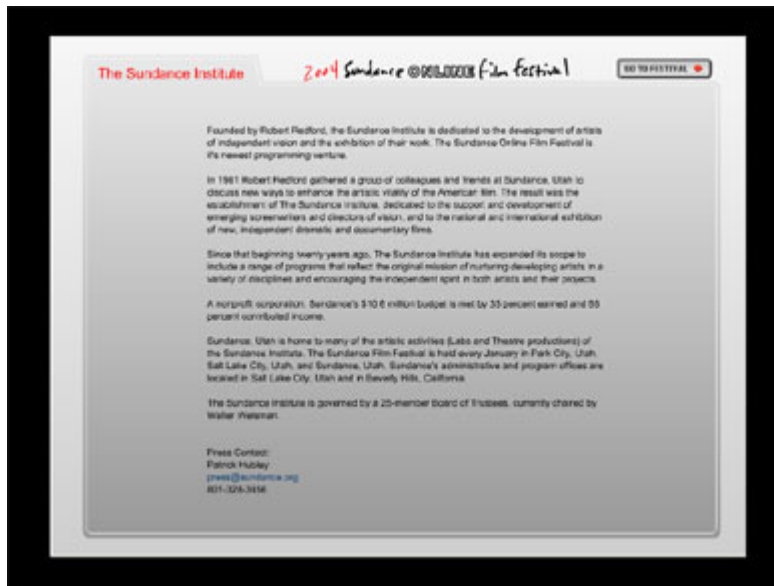 The Sundance Institute
2004 Sundance ONLINE film festival
GO TO FESTIVAL
Founded by Robert Redford, the Sundance Institute is dedicated to the development of artists
of independent vision and the exhibition of their work. The Sundance Online Film Festival is
it's newest programming venture.
In 1981 Robert Redford gathered a group of colleagues and friends at Sundance, Utah to
discuss new ways to enhance the artistic vitality of the American film. The result was the
establishment of The Sundance Institute, dedicated to the support and development of
emerging screenwriters and directors of vision, and to the national and international exhibition
of new, independent dramatic and documentary films.
Since that beginning twenty years ago, The Sundance Institute has expanded its scope to
include a range of programs that reflect the original mission of nurturing developing artists in a
variety of disciplines and encouraging the independent spirit in both artists and their projects.
A nonprofit corporation, Sundance's $10.6 million budget is met by 35 percent earned and
percent contributed income.
Sundance, Utah is home to many of the artistic activities (Labs and Theatre productions) of
the Sundance Institute. The Sundance Film Festival is held every January in Park City, Utah,
Salt Lake City, Utah, and Sundance, Utah. Sundance's administrative and program offices are
located in Salt Lake City, Utah and in Beverly Hills, California.
The Sundance Institute is governed by a 25-member Board of Trustees, currently chaired by
Walter Weisman.
Press Contact:
Patrick Hubley
press@sundance.org